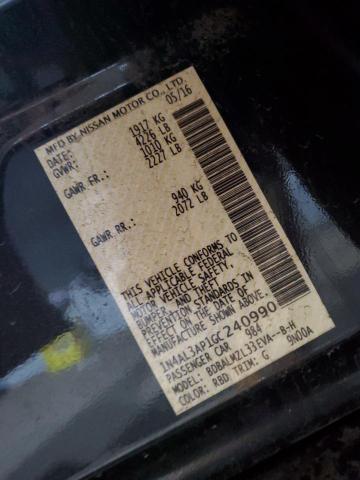 MFD BY NISSAN MOTOR CO., LTD.
DATE: 05/16
GVWR: 1917 KG
4226 LB
GAWR FR.: 1010 KG
2227 LB
GAWR RR.: 940 KG
2072 LB
THIS VEHICLE CONFORMS TO
ALL APPLICABLE FEDERAL
MOTOR VEHICLE SAFETY,
BUMPER AND THEFT
PREVENTION STANDARDS IN
EFFECT ON THE DATE OF
MANUFACTURE SHOWN ABOVE.
1N4AL3AP1GC240990
PASSENGER CAR
MODEL: BDBALMZL33EVA-B-H
COLOR: RBD TRIM: G 9N00A